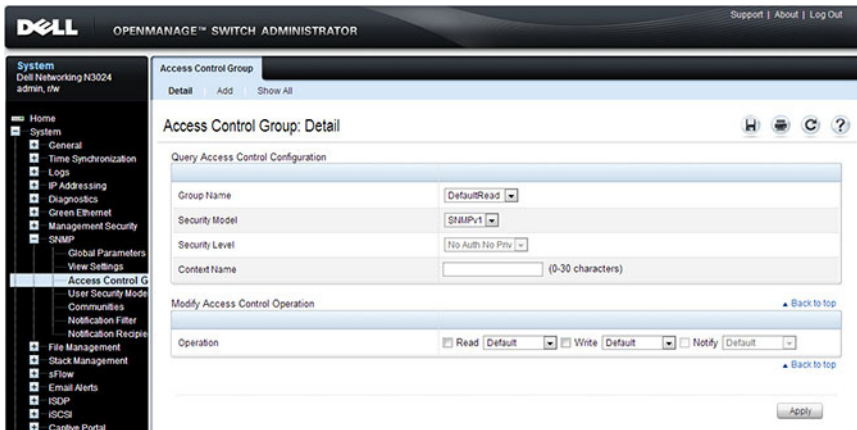 Support | About | Log Out
DELL OPENMANAGE™ SWITCH ADMINISTRATOR
System
Dell Networking N3024
admin, r/w
Home
System
General
Time Synchronization
Logs
IP Addressing
Diagnostics
Green Ethernet
Management Security
SNMP
Global Parameters
View Settings
Access Control G
User Security Mode
Communities
Notification Filter
Notification Recipie
File Management
Stack Management
sFlow
Email Alerts
ISDP
iSCSI
Captive Portal
Access Control Group
Detail Add Show All
Access Control Group: Detail
Query Access Control Configuration
Group Name DefaultRead
Security Model SNMPv1
Security Level No Auth No Priv
Context Name (0-30 characters)
Modify Access Control Operation Back to top
Operation Read Default Write Default Notify Default
Back to top
Apply